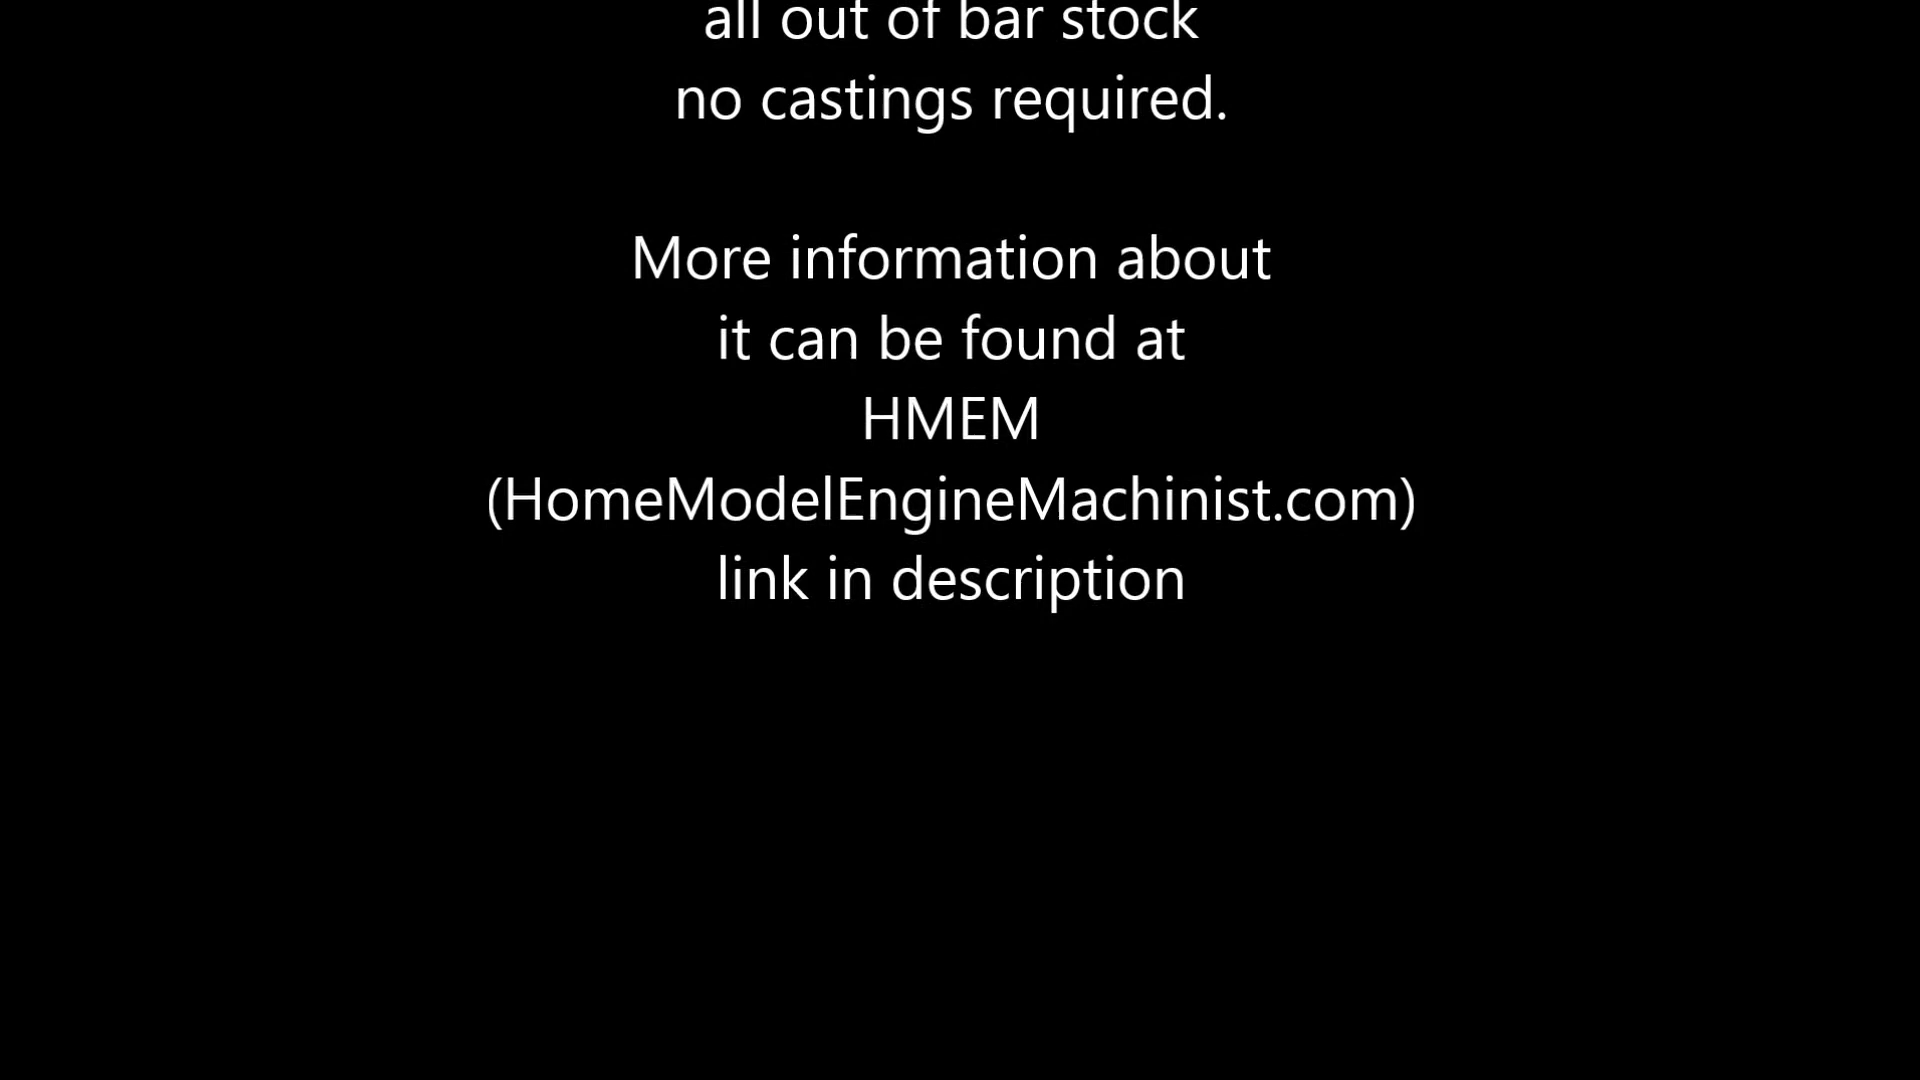 all out of bar stock
no castings required.
More information about
it can be found at
HMEM
(HomeModelEngineMachinist.com)
link in description